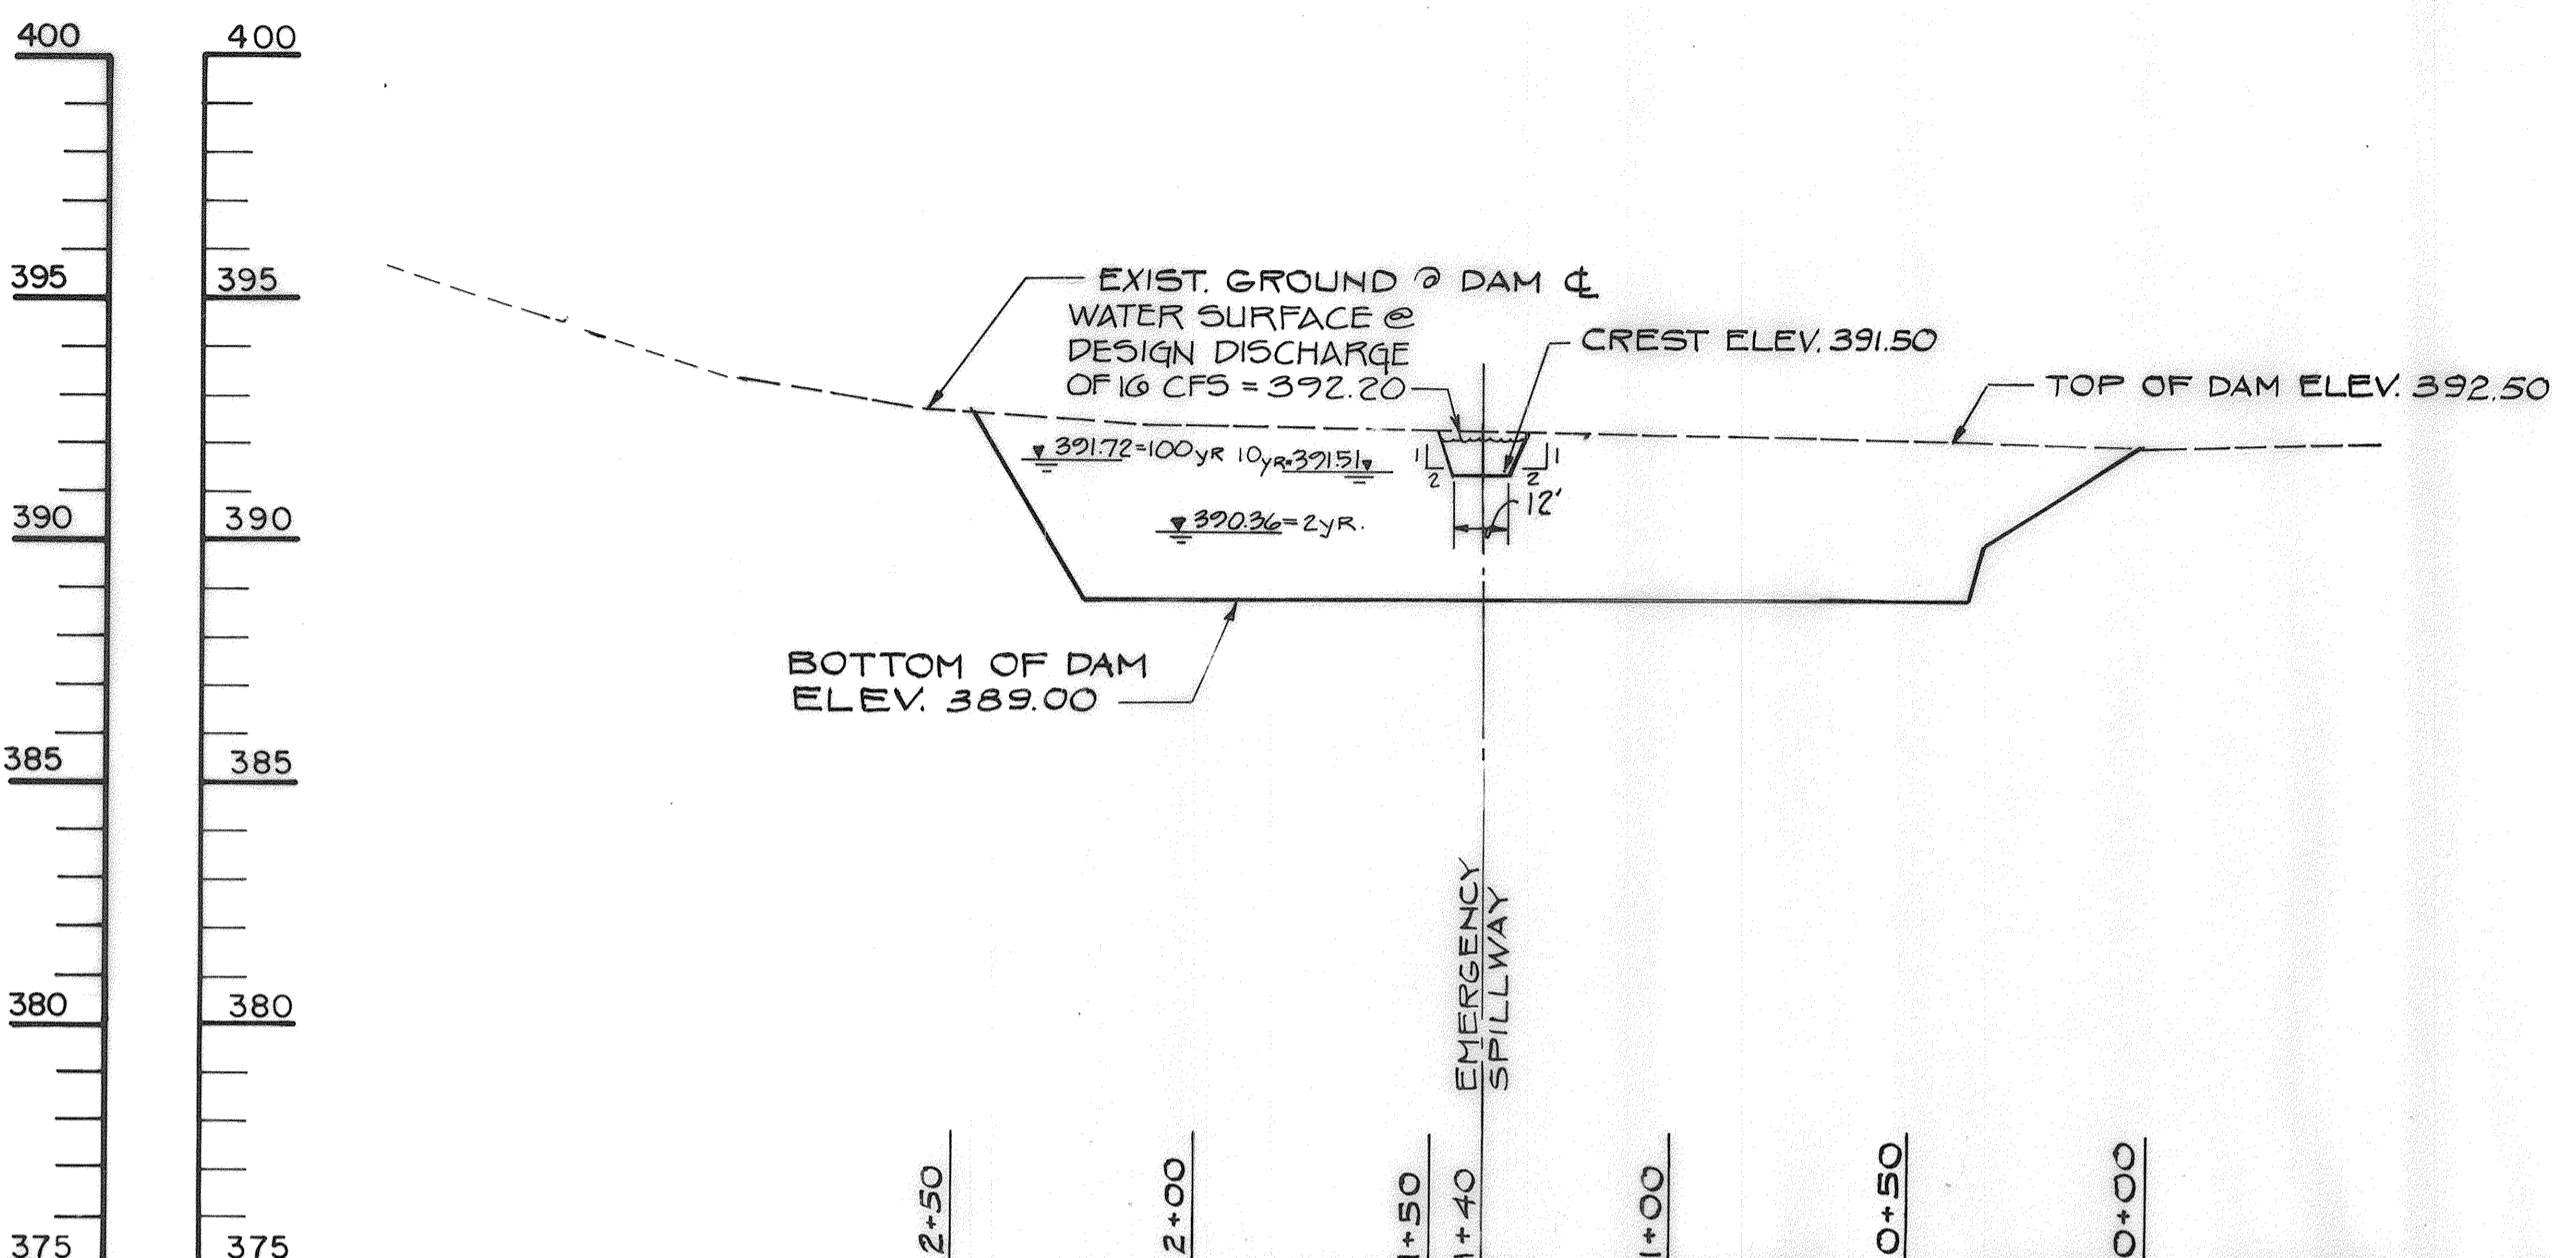 400
400
395
395
390
390
385
385
380
380
375
375
EXIST. GROUND @ DAM ℄
WATER SURFACE @
DESIGN DISCHARGE
OF 16 CFS = 392.20
CREST ELEV. 391.50
TOP OF DAM ELEV. 392.50
391.72=100yR
10yR=391.51
1
2
1
2
12'
390.36=2yR.
BOTTOM OF DAM
ELEV. 389.00
EMERGENCY
SPILLWAY
2+50
2+00
1+50
1+40
1+00
0+50
0+00